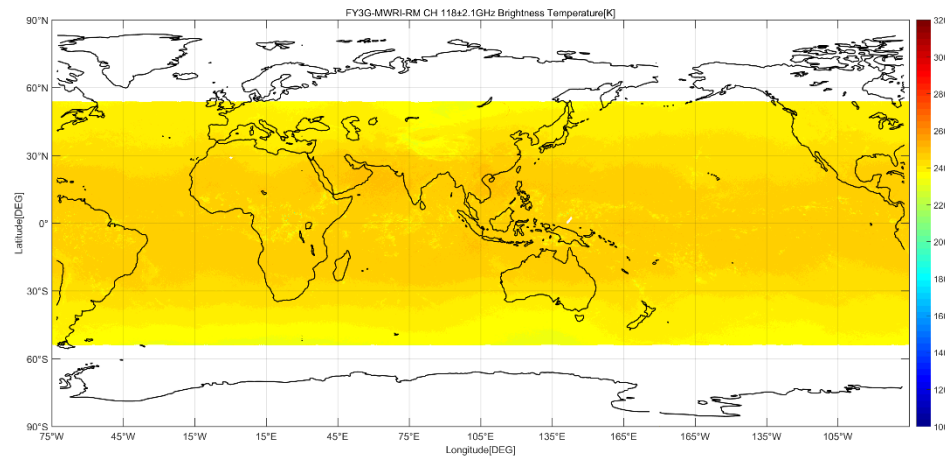 FY3G-MWRI-RM CH 118±2.1GHz Brightness Temperature[K]
90°N
60°N
30°N
0°
30°S
60°S
90°S
Latitude[DEG]
75°W 45°W 15°W 15°E 45°E 75°E 105°E 135°E 165°E 165°W 135°W 105°W
Longitude[DEG]
320
300
280
260
240
220
200
180
160
140
120
100